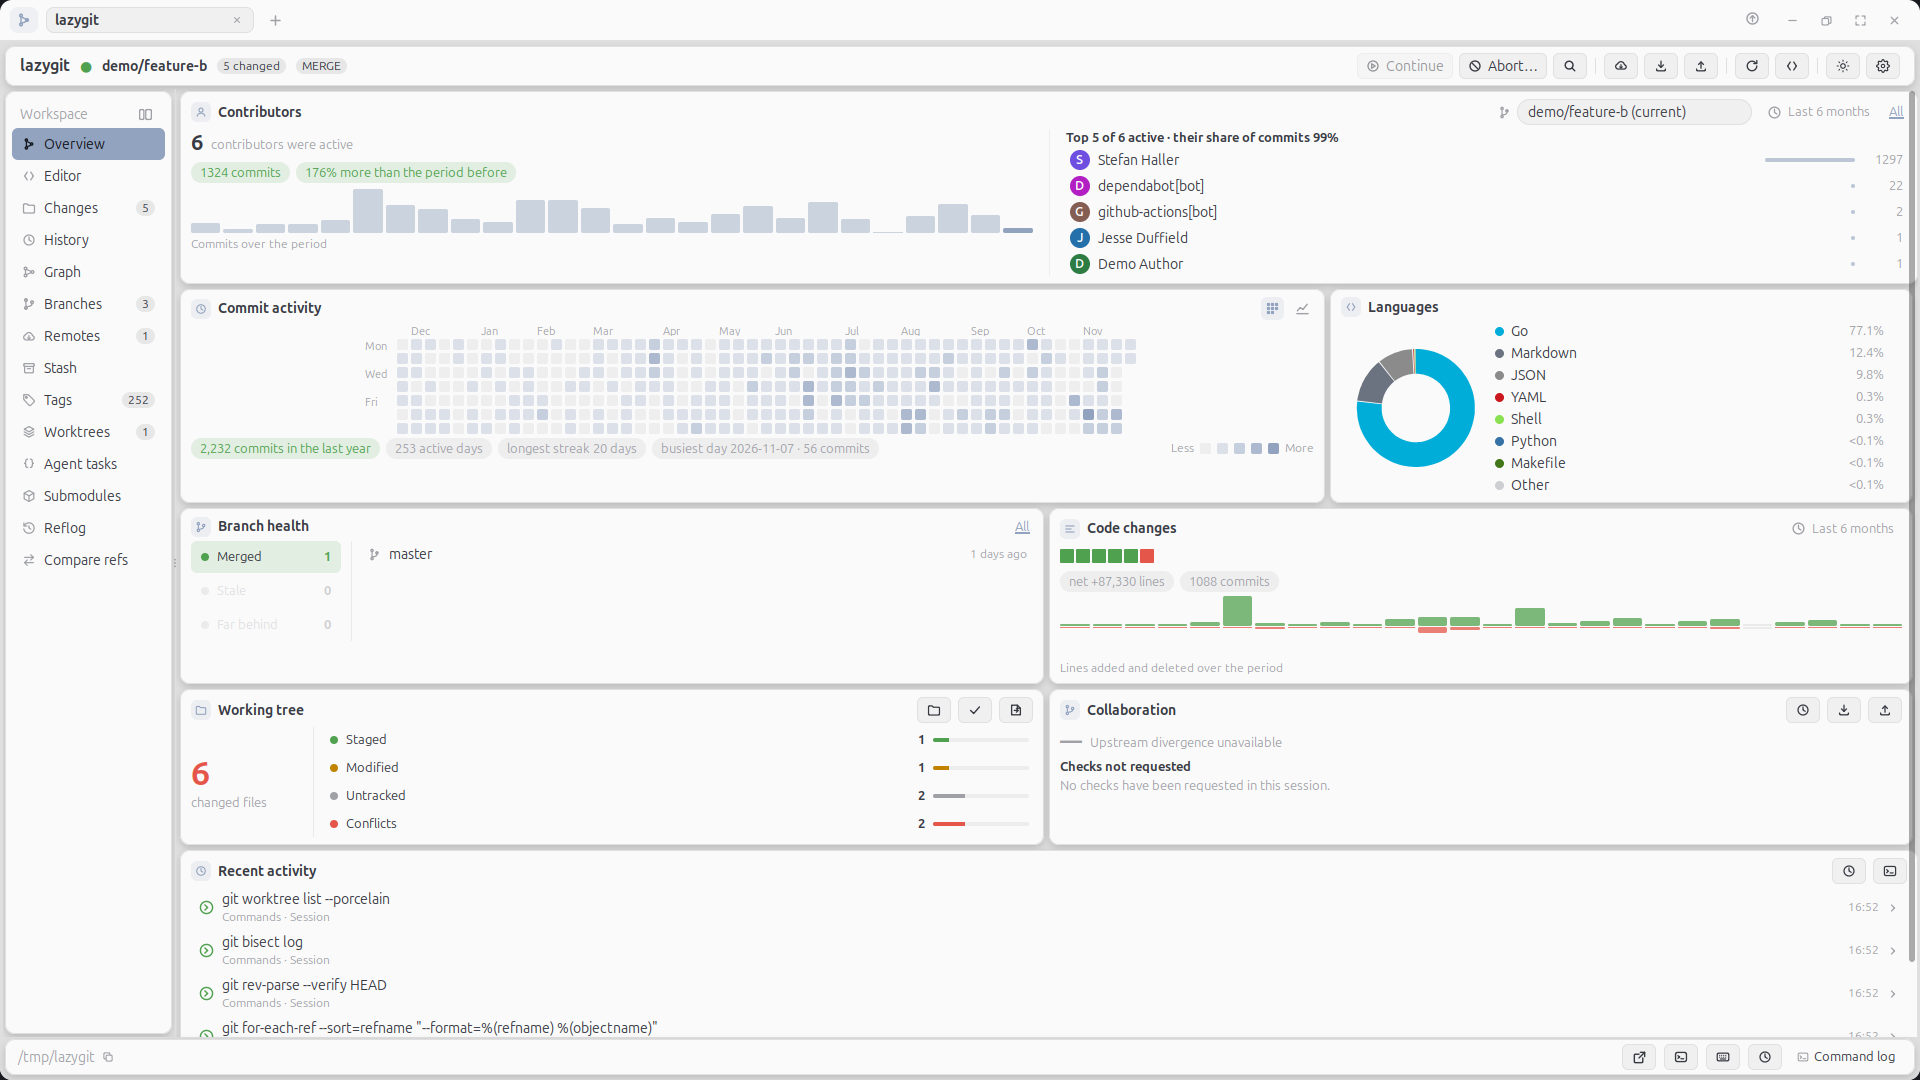 lazygit
lazygit demo/feature-b 5 changed MERGE Continue Abort...
Workspace
Overview
Editor
Changes 5
History
Graph
Branches 3
Remotes 1
Stash
Tags 252
Worktrees 1
Agent tasks
Submodules
Reflog
Compare refs
Contributors demo/feature-b (current) Last 6 months All
6 contributors were active
1324 commits 176% more than the period before
Commits over the period
Top 5 of 6 active · their share of commits 99%
S Stefan Haller 1297
D dependabot[bot] 22
G github-actions[bot] 2
J Jesse Duffield 1
D Demo Author 1
Commit activity
Dec Jan Feb Mar Apr May Jun Jul Aug Sep Oct Nov
Mon
Wed
Fri
2,232 commits in the last year 253 active days longest streak 20 days busiest day 2026-11-07 · 56 commits Less More
Languages
Go 77.1%
Markdown 12.4%
JSON 9.8%
YAML 0.3%
Shell 0.3%
Python <0.1%
Makefile <0.1%
Other <0.1%
Branch health All
Merged 1
Stale 0
Far behind 0
master 1 days ago
Code changes Last 6 months
net +87,330 lines 1088 commits
Lines added and deleted over the period
Working tree
6
changed files
Staged 1
Modified 1
Untracked 2
Conflicts 2
Collaboration
Upstream divergence unavailable
Checks not requested
No checks have been requested in this session.
Recent activity
git worktree list --porcelain
Commands · Session 16:52
git bisect log
Commands · Session 16:52
git rev-parse --verify HEAD
Commands · Session 16:52
git for-each-ref --sort=refname "--format=%(refname) %(objectname)"
16:52
/tmp/lazygit Command log